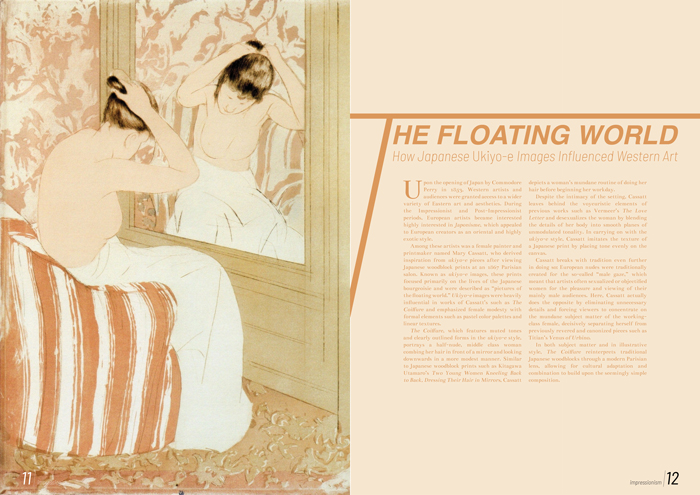 THE FLOATING WORLD
How Japanese Ukiyo-e Images Influenced Western Art
Upon the opening of Japan by Commodore
Perry in 1853, Western artists and
audiences were granted access to a wider
variety of Eastern art and aesthetics. During
the Impressionist and Post-Impressionist
periods, European artists became intensely
highly interested in Japonisme, which appealed
to European creators as an oriental and highly
exotic style.
Among these artists was a female painter and
printmaker named Mary Cassatt, who derived
inspiration from ukiyo-e prints after viewing
Japanese woodblock prints at an 1890 Parisian
salon. Known as ukiyo-e images, these prints
focused primarily on the lives of the Japanese
bourgeoisie and were described as "pictures of
the floating world." Ukiyo-e images were heavily
influential in works of Cassatt's such as The
Coiffure and emphasized female modesty with
formal elements such as pastel color palettes and
linear textures.
The Coiffure, which features muted tones
and clearly outlined forms in the ukiyo-e style,
portrays a half-nude, middle class woman
combing her hair in front of a mirror and looking
downwards in a more modest manner. Similar
to Japanese woodblock prints such as Kitagawa
Utamaro's Two Young Women Kneeling Back
to Back, Dressing Their Hair in Mirrors, Cassatt
depicts a woman's mundane routine of doing her
hair before beginning her workday.
Despite the intimacy of the setting, Cassatt
leaves behind the voyeuristic elements of
previous works such as Vermeer's The Love
Letter and desexualizes the woman by blending
the details of her body into smooth planes of
unmodulated tonality. In carrying on with the
ukiyo-e style, Cassatt imitates the texture of
a Japanese print by placing tone evenly on the
canvas.
Cassatt breaks with tradition even further
in doing so; European nudes were traditionally
created for the so-called "male gaze," which
meant that artists often sexualized or objectified
women for the pleasure and viewing of their
mainly male audiences. Here, Cassatt actually
does the opposite by eliminating unnecessary
details and forcing viewers to concentrate on
the mundane subject matter of the working-
class female, decisively separating herself from
previously revered and canonized pieces such as
Titian's Venus of Urbino.
In both subject matter and in illustrative
style, The Coiffure reinterprets traditional
Japanese woodblocks through a modern Parisian
lens, allowing for cultural adaptation and
combination to build upon the seemingly simple
composition.
11
Impressionism
12